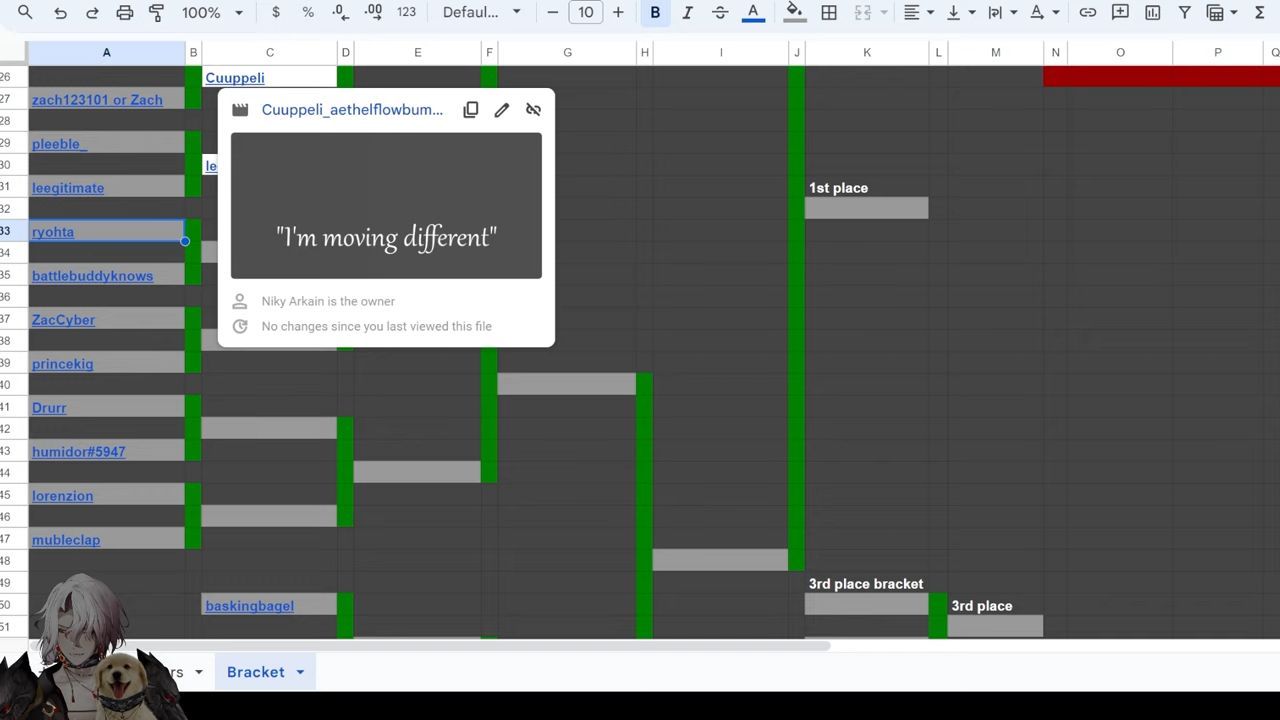 100%
$
%
.0
.00
123
Defaul...
10
B
I
A
A
Σ
A B C D E F G H I J K L M N O P Q
26 Cuuppeli
27 zach123101 or Zach
28
29 pleeble_
30 le
31 leegitimate
32
33 ryohta
34
35 battlebuddyknows
36
37 ZacCyber
38
39 princekig
40
41 Drurr
42
43 humidor#5947
44
45 lorenzion
46
47 mubleclap
48
49
50 baskingbagel
51
Cuuppeli_aethelflowbum...
"I'm moving different"
Niky Arkain is the owner
No changes since you last viewed this file
1st place
3rd place bracket
3rd place
rs
Bracket